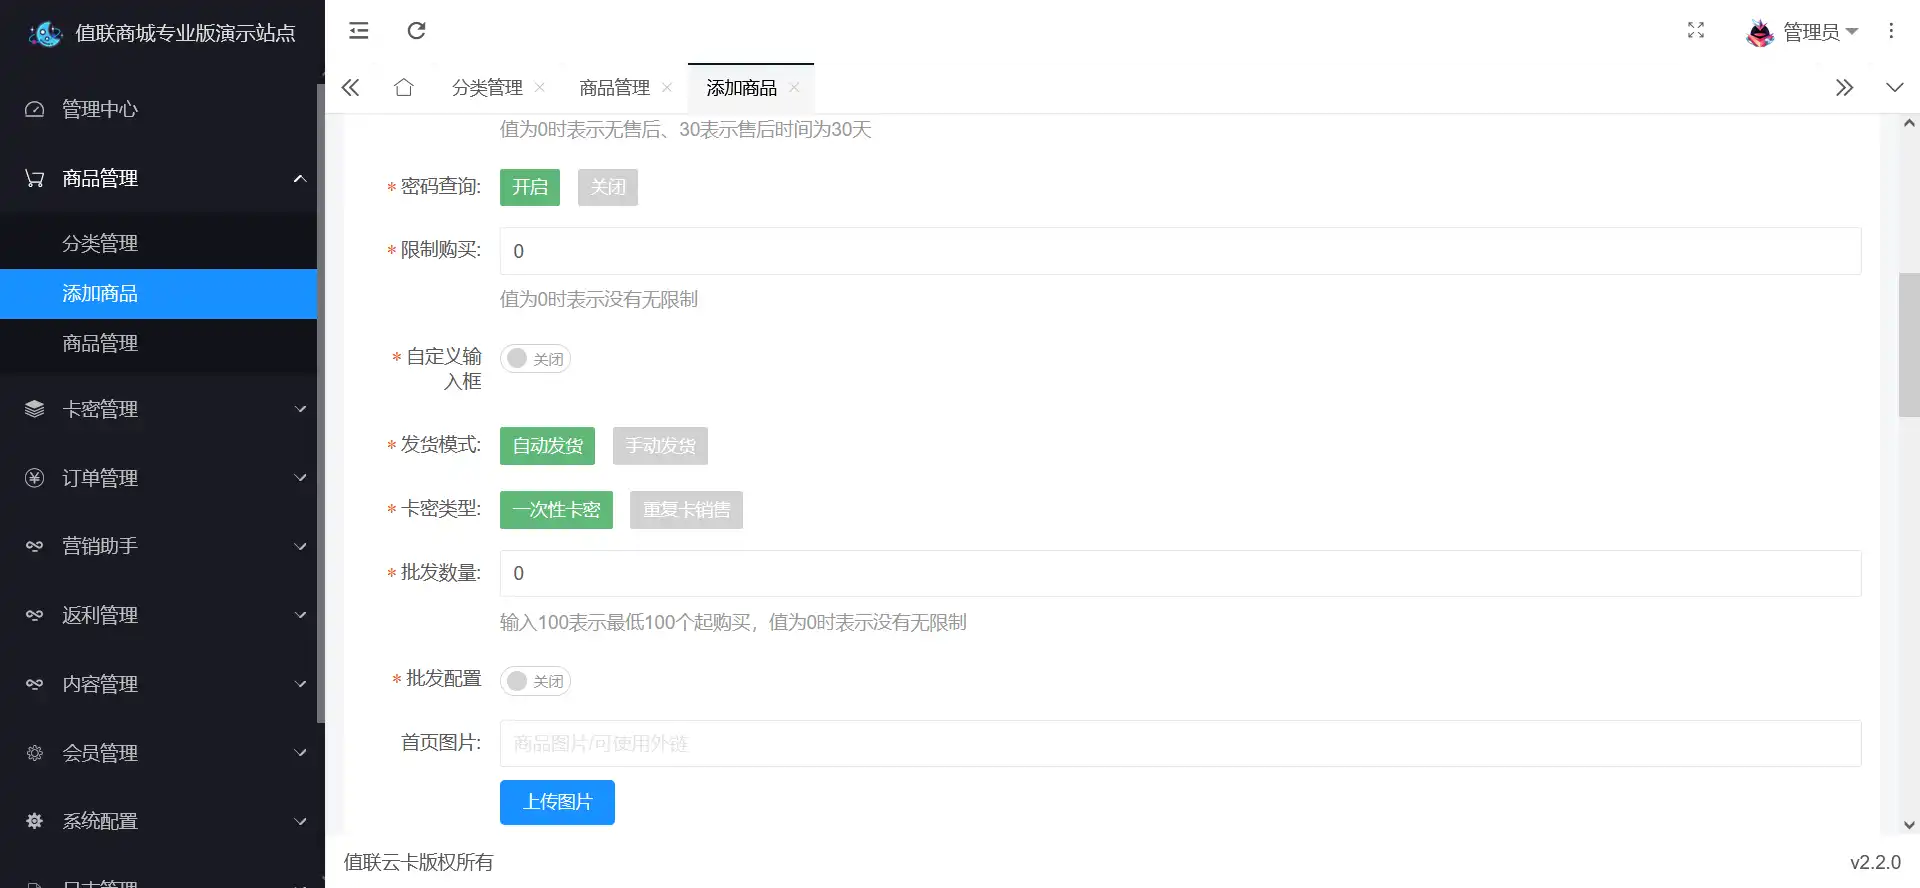 值联商城专业版演示站点
管理员
分类管理
商品管理
添加商品
管理中心
商品管理
分类管理
添加商品
商品管理
卡密管理
订单管理
营销助手
返利管理
内容管理
会员管理
系统配置
日志管理
值为0时表示无售后、30表示售后时间为30天
* 密码查询: 开启 关闭
* 限制购买: 0
值为0时表示没有无限制
* 自定义输 关闭
入框
* 发货模式: 自动发货 手动发货
* 卡密类型: 一次性卡密 重复卡销售
* 批发数量: 0
输入100表示最低100个起购买，值为0时表示没有无限制
* 批发配置 关闭
首页图片: 商品图片/可使用外链
上传图片
值联云卡版权所有
v2.2.0